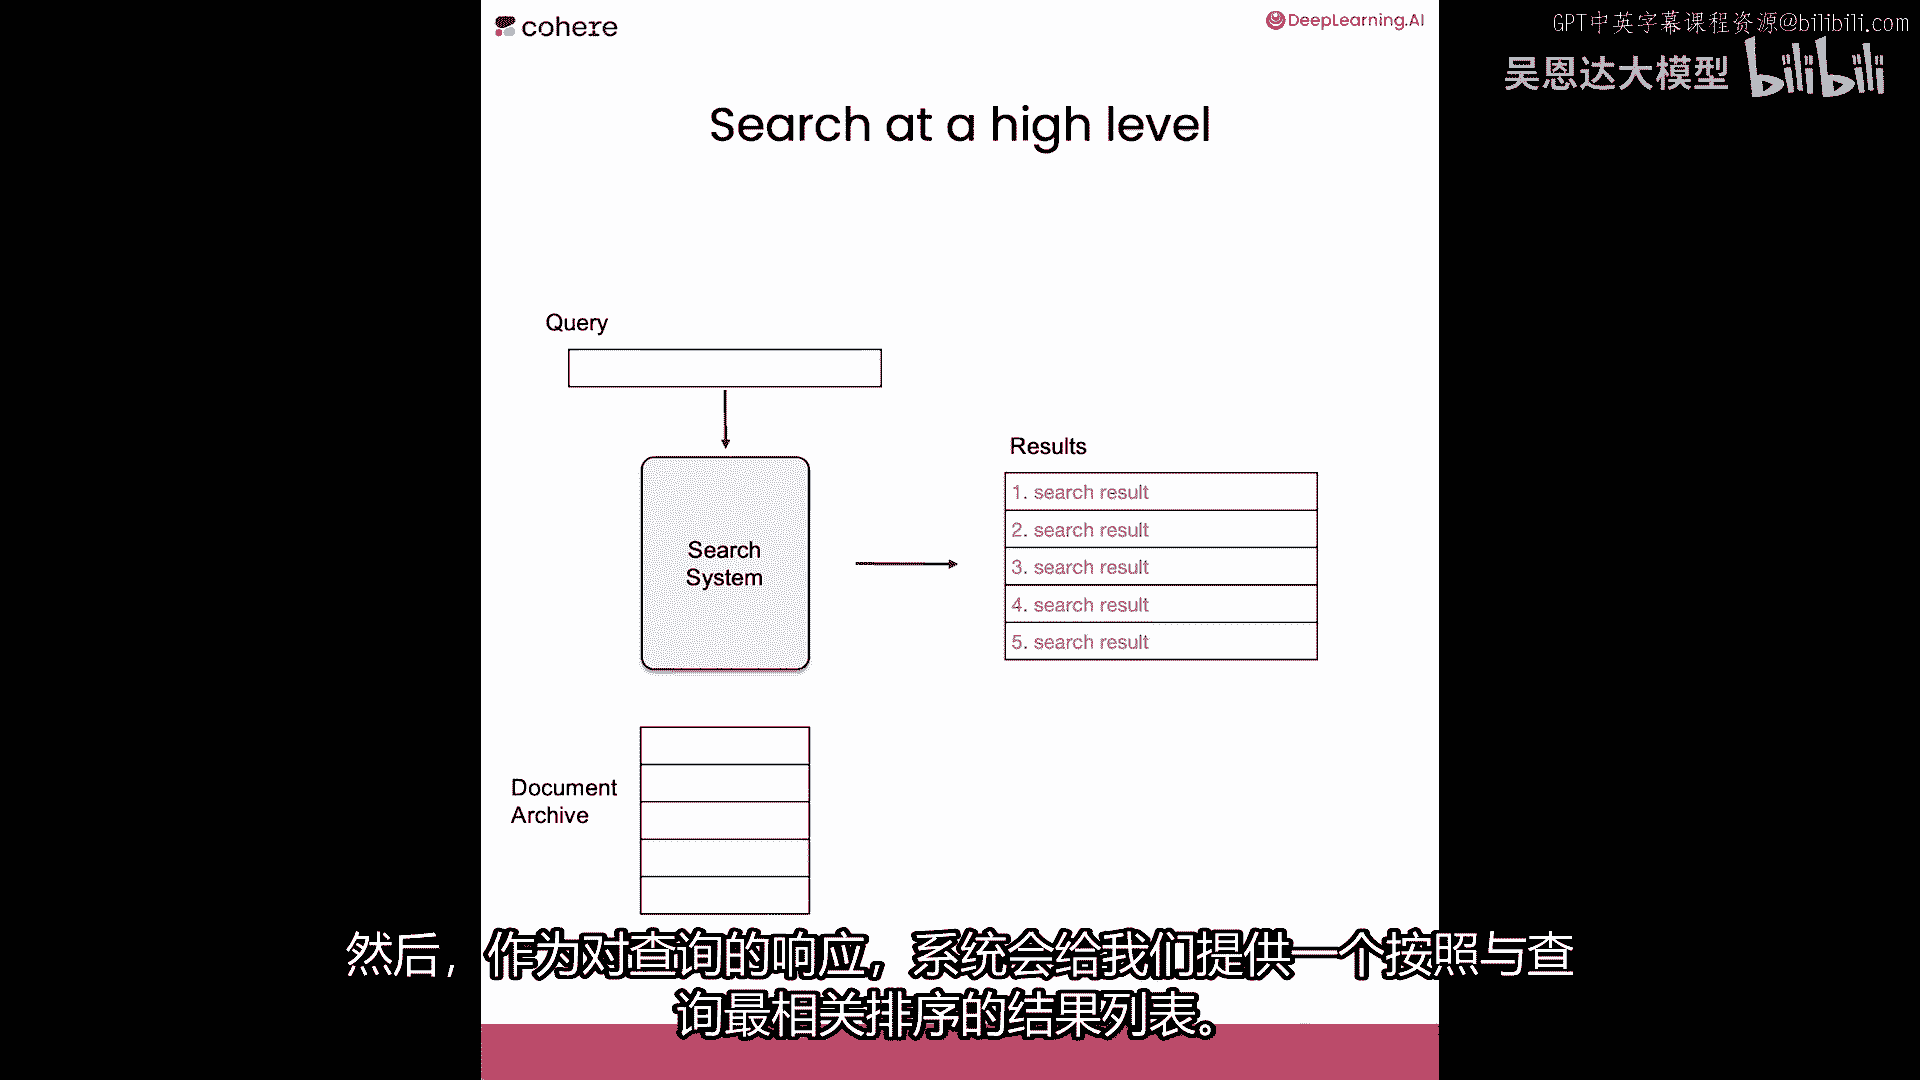 cohere
DeepLearning.AI
GPT中英字幕课程资源@bilibili.com
吴恩达大模型 bilibili
Search at a high level
Query
Search
System
Results
1. search result
2. search result
3. search result
4. search result
5. search result
Document
Archive
然后，作为对查询的响应，系统会给我们提供一个按照与查
询最相关排序的结果列表。